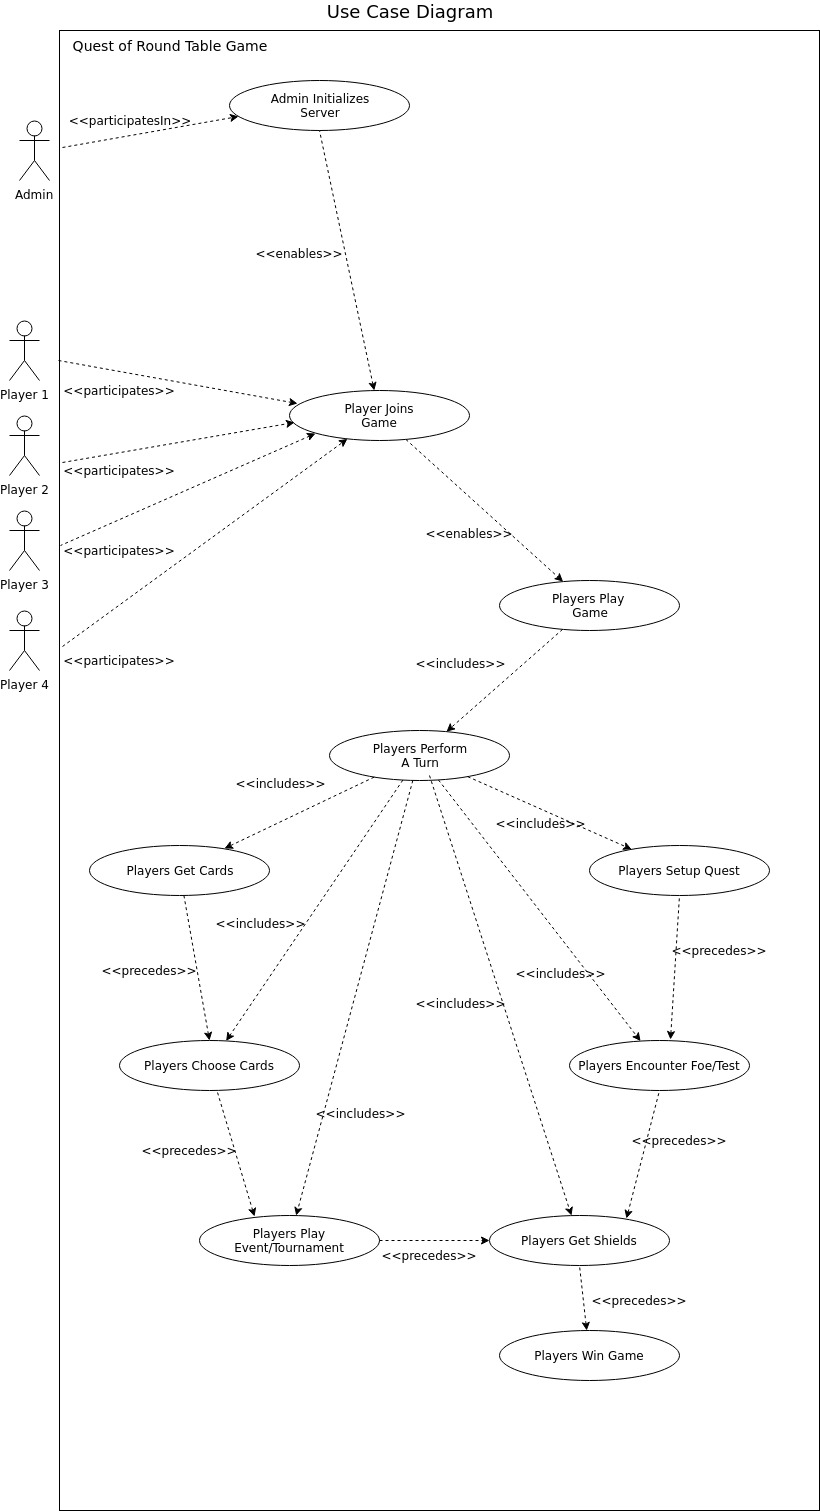 Use Case Diagram
Quest of Round Table Game
Admin Initializes
Server
<<participatesIn>>
Admin
<<enables>>
Player 1
<<participates>>
Player Joins
Game
Player 2
<<participates>>
<<enables>>
<<participates>>
Player 3
Players Play
Game
<<participates>>
<<includes>>
Player 4
Players Perform
A Turn
<<includes>>
<<includes>>
Players Get Cards
Players Setup Quest
<<includes>>
<<precedes>>
<<precedes>>
<<includes>>
<<includes>>
Players Choose Cards
Players Encounter Foe/Test
<<includes>>
<<precedes>>
<<precedes>>
Players Play
Event/Tournament
Players Get Shields
<<precedes>>
<<precedes>>
Players Win Game